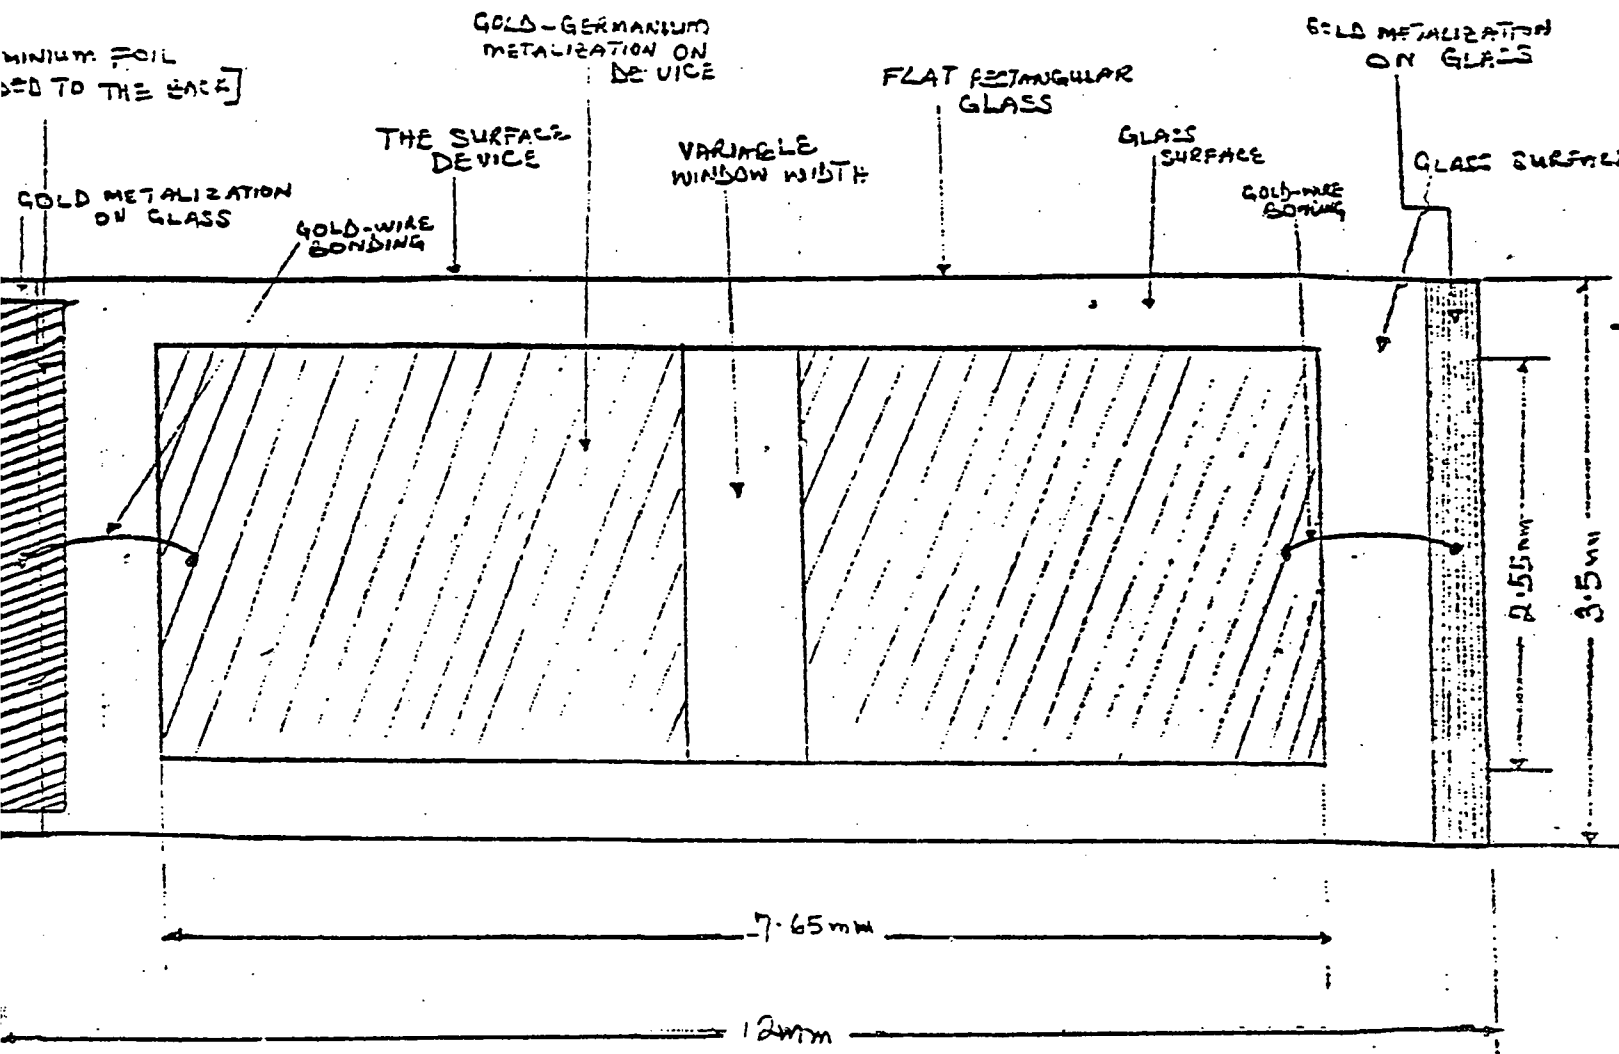 GOLD-GERMANIUM
METALIZATION ON
DEVICE
GOLD METALIZATION
ON GLASS
MINIUM FOIL
DED TO THE BACK]
FLAT RECTANGULAR
GLASS
THE SURFACE
DEVICE
VARIABLE
WINDOW WIDTH
GLASS
SURFACE
GLASS SURFACE
GOLD METALIZATION
ON GLASS
GOLD-WIRE
BONDING
GOLD-WIRE
2.55mm
3.5mm
7.65mm
12mm